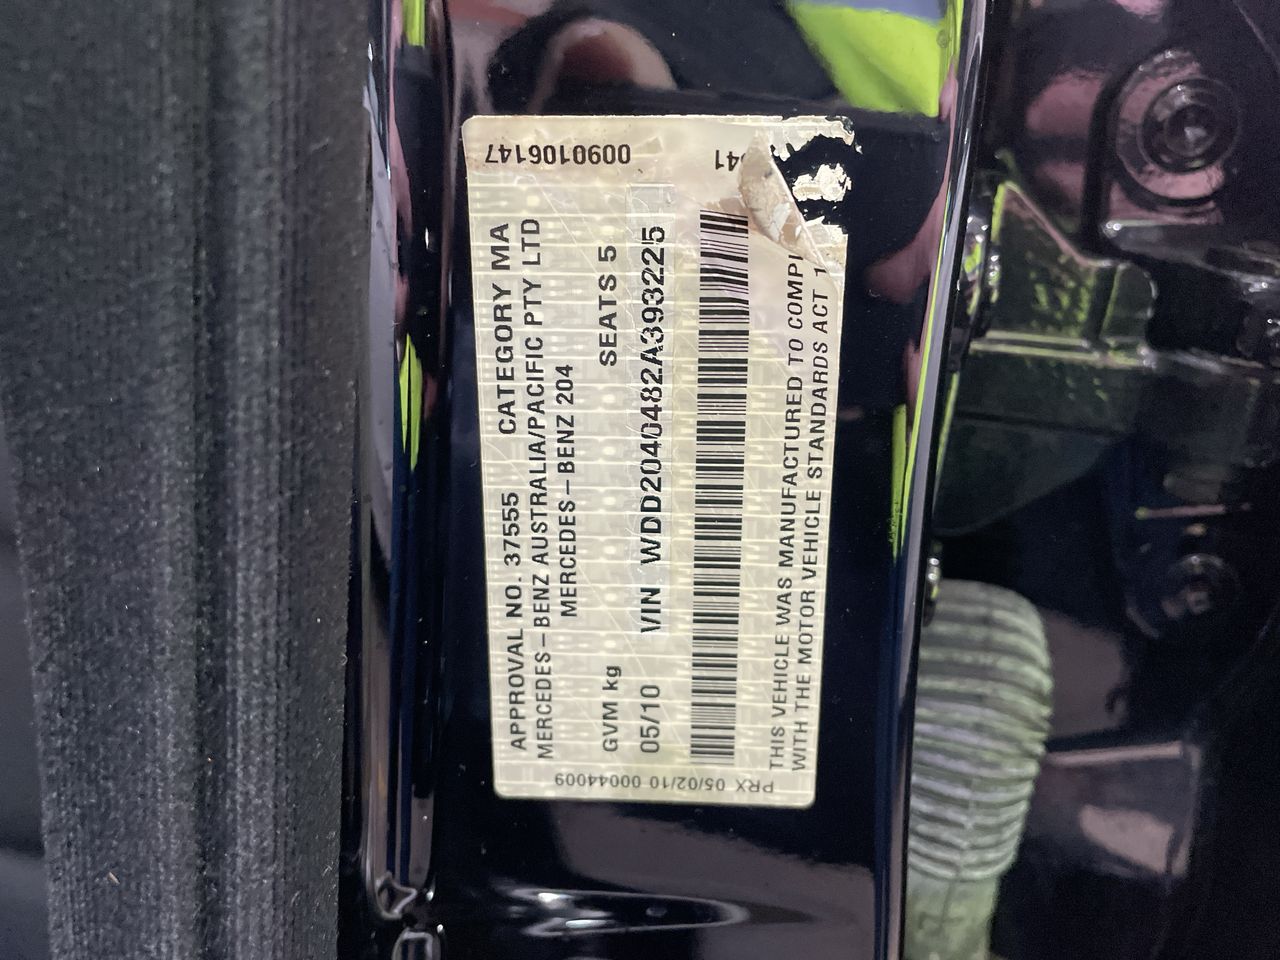 APPROVAL NO. 37555 CATEGORY MA
MERCEDES-BENZ AUSTRALIA/PACIFIC PTY LTD
MERCEDES-BENZ 204
GVM kg SEATS 5
05/10 VIN WDD2040482A393225
THIS VEHICLE WAS MANUFACTURED TO COMPL
WITH THE MOTOR VEHICLE STANDARDS ACT 1
0090106147
PRX 05/02/10 00044009